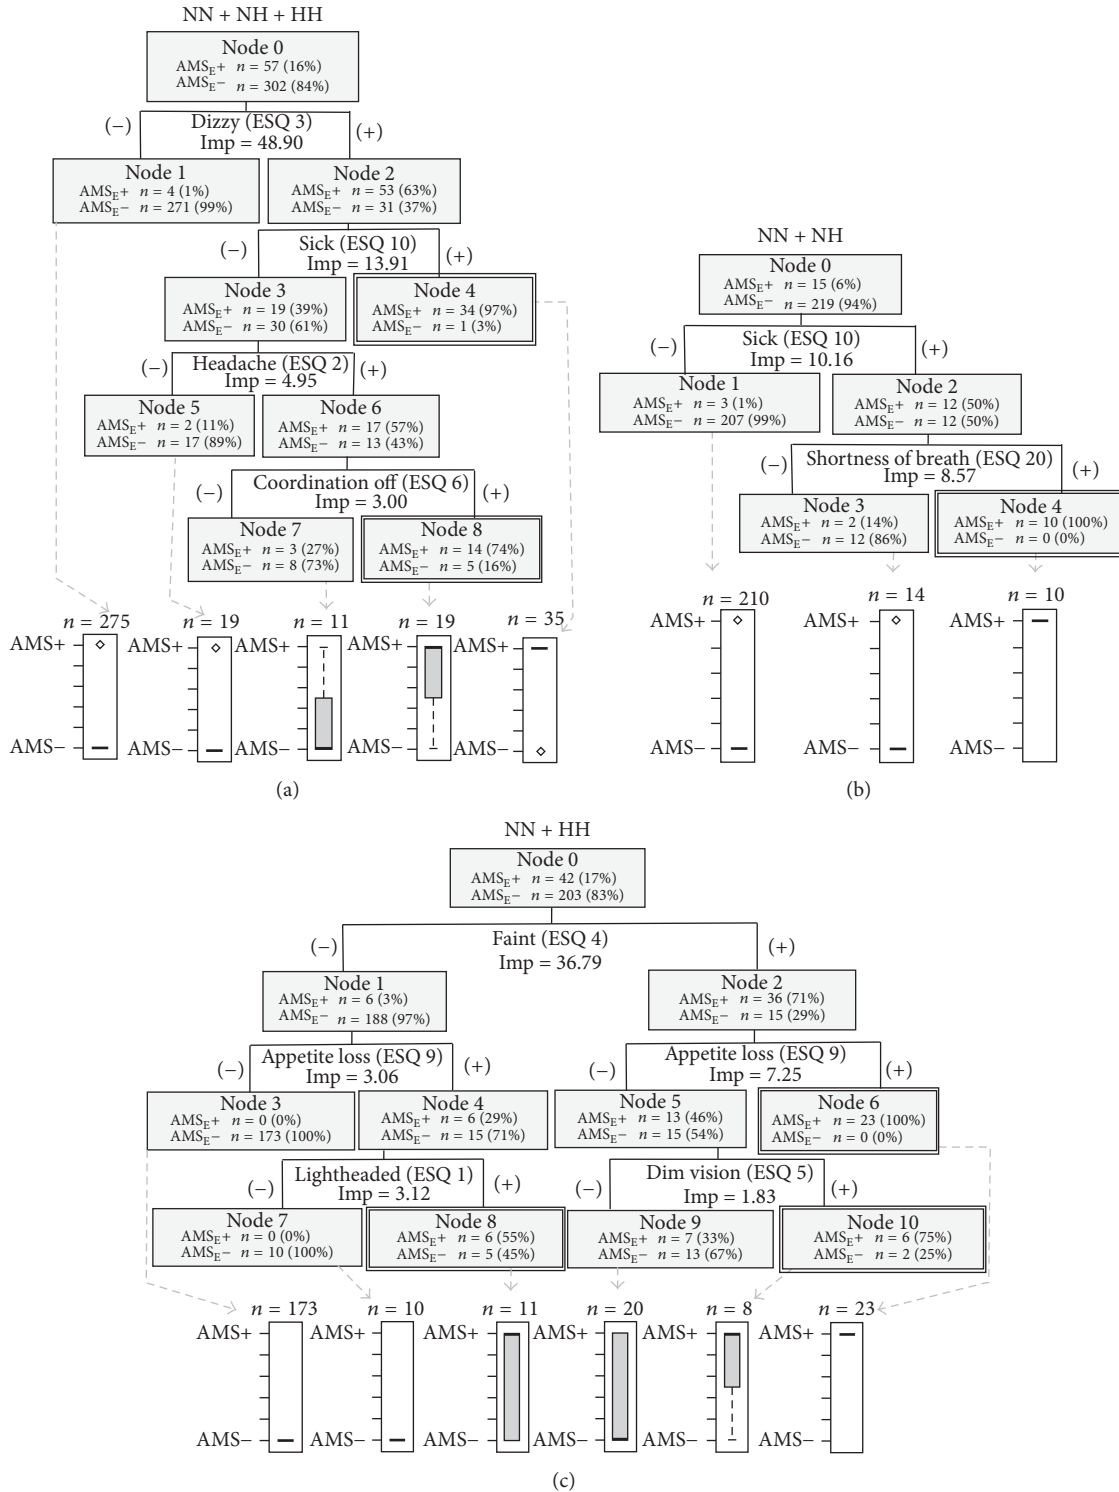 NN + NH + HH
Node 0
AMSE+ n = 57 (16%)
AMSE− n = 302 (84%)
(−) Dizzy (ESQ 3) (+)
Imp = 48.90
Node 1
AMSE+ n = 4 (1%)
AMSE− n = 271 (99%)
Node 2
AMSE+ n = 53 (63%)
AMSE− n = 31 (37%)
(−) Sick (ESQ 10) (+)
Imp = 13.91
Node 3
AMSE+ n = 19 (39%)
AMSE− n = 30 (61%)
Node 4
AMSE+ n = 34 (97%)
AMSE− n = 1 (3%)
(−) Headache (ESQ 2) (+)
Imp = 4.95
Node 5
AMSE+ n = 2 (11%)
AMSE− n = 17 (89%)
Node 6
AMSE+ n = 17 (57%)
AMSE− n = 13 (43%)
(−) Coordination off (ESQ 6) (+)
Imp = 3.00
Node 7
AMSE+ n = 3 (27%)
AMSE− n = 8 (73%)
Node 8
AMSE+ n = 14 (74%)
AMSE− n = 5 (16%)
n = 275 n = 19 n = 11 n = 19 n = 35
AMS+ AMS+ AMS+ AMS+ AMS+
AMS− AMS− AMS− AMS− AMS−
(a)
NN + NH
Node 0
AMSE+ n = 15 (6%)
AMSE− n = 219 (94%)
(−) Sick (ESQ 10) (+)
Imp = 10.16
Node 1
AMSE+ n = 3 (1%)
AMSE− n = 207 (99%)
Node 2
AMSE+ n = 12 (50%)
AMSE− n = 12 (50%)
(−) Shortness of breath (ESQ 20) (+)
Imp = 8.57
Node 3
AMSE+ n = 2 (14%)
AMSE− n = 12 (86%)
Node 4
AMSE+ n = 10 (100%)
AMSE− n = 0 (0%)
n = 210 n = 14 n = 10
AMS+ AMS+ AMS+
AMS− AMS− AMS−
(b)
NN + HH
Node 0
AMSE+ n = 42 (17%)
AMSE− n = 203 (83%)
(−) Faint (ESQ 4) (+)
Imp = 36.79
Node 1
AMSE+ n = 6 (3%)
AMSE− n = 188 (97%)
Node 2
AMSE+ n = 36 (71%)
AMSE− n = 15 (29%)
(−) Appetite loss (ESQ 9) (+)
Imp = 3.06
(−) Appetite loss (ESQ 9) (+)
Imp = 7.25
Node 3
AMSE+ n = 0 (0%)
AMSE− n = 173 (100%)
Node 4
AMSE+ n = 6 (29%)
AMSE− n = 15 (71%)
Node 5
AMSE+ n = 13 (46%)
AMSE− n = 15 (54%)
Node 6
AMSE+ n = 23 (100%)
AMSE− n = 0 (0%)
(−) Lightheaded (ESQ 1) (+)
Imp = 3.12
(−) Dim vision (ESQ 5) (+)
Imp = 1.83
Node 7
AMSE+ n = 0 (0%)
AMSE− n = 10 (100%)
Node 8
AMSE+ n = 6 (55%)
AMSE− n = 5 (45%)
Node 9
AMSE+ n = 7 (33%)
AMSE− n = 13 (67%)
Node 10
AMSE+ n = 6 (75%)
AMSE− n = 2 (25%)
n = 173 n = 10 n = 11 n = 20 n = 8 n = 23
AMS+ AMS+ AMS+ AMS+ AMS+ AMS+
AMS− AMS− AMS− AMS− AMS− AMS−
(c)